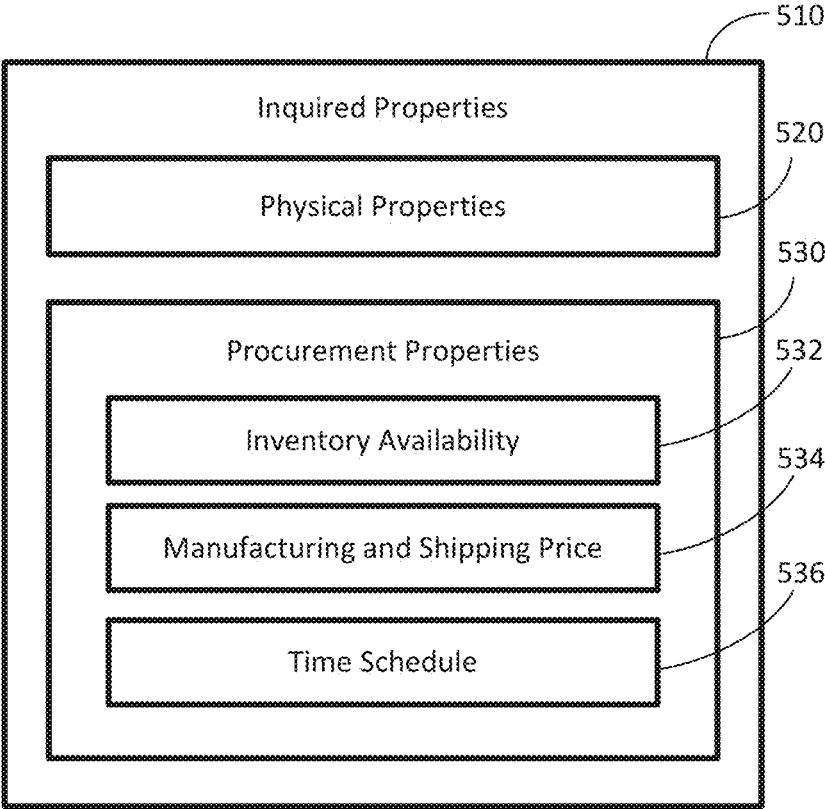 510
Inquired Properties
520
Physical Properties
530
Procurement Properties
532
Inventory Availability
534
Manufacturing and Shipping Price
536
Time Schedule